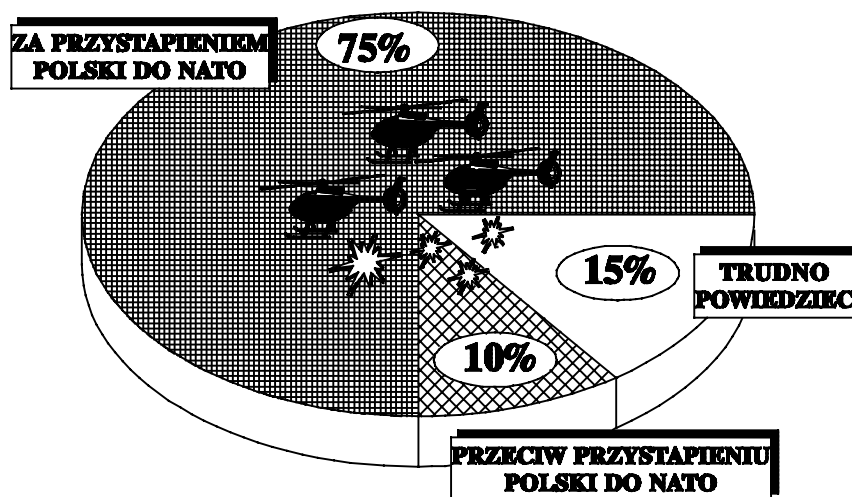 ZA PRZYSTAPIENIEM
POLSKI DO NATO
75%
15%
TRUDNO
POWIEDZIEC
10%
PRZECIW PRZYSTAPIENIU
POLSKI DO NATO